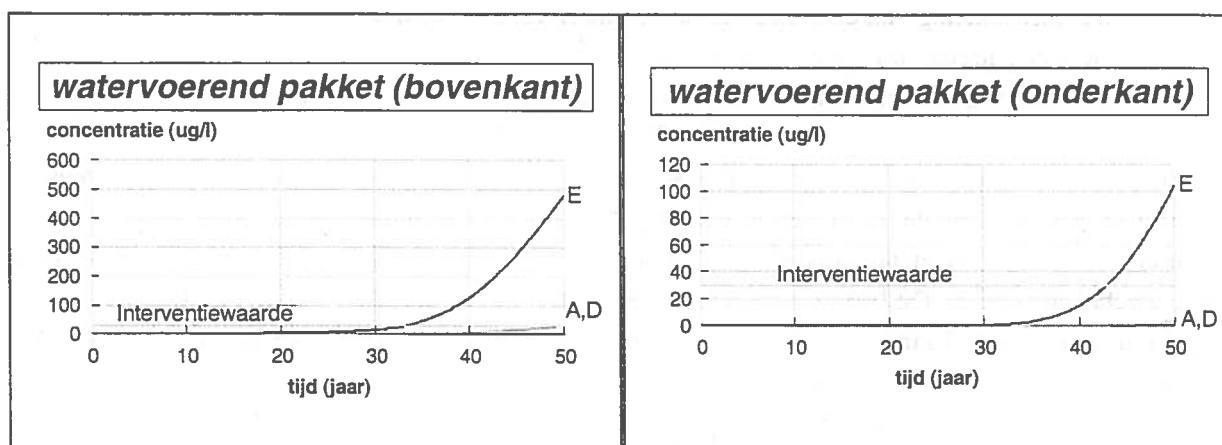 watervoerend pakket (bovenkant)
concentratie (ug/l)
600
500
400
300
200
100
0
E
Interventiewaarde
A,D
0 10 20 30 40 50
tijd (jaar)
watervoerend pakket (onderkant)
concentratie (ug/l)
120
100
80
60
40
20
0
E
Interventiewaarde
A,D
0 10 20 30 40 50
tijd (jaar)